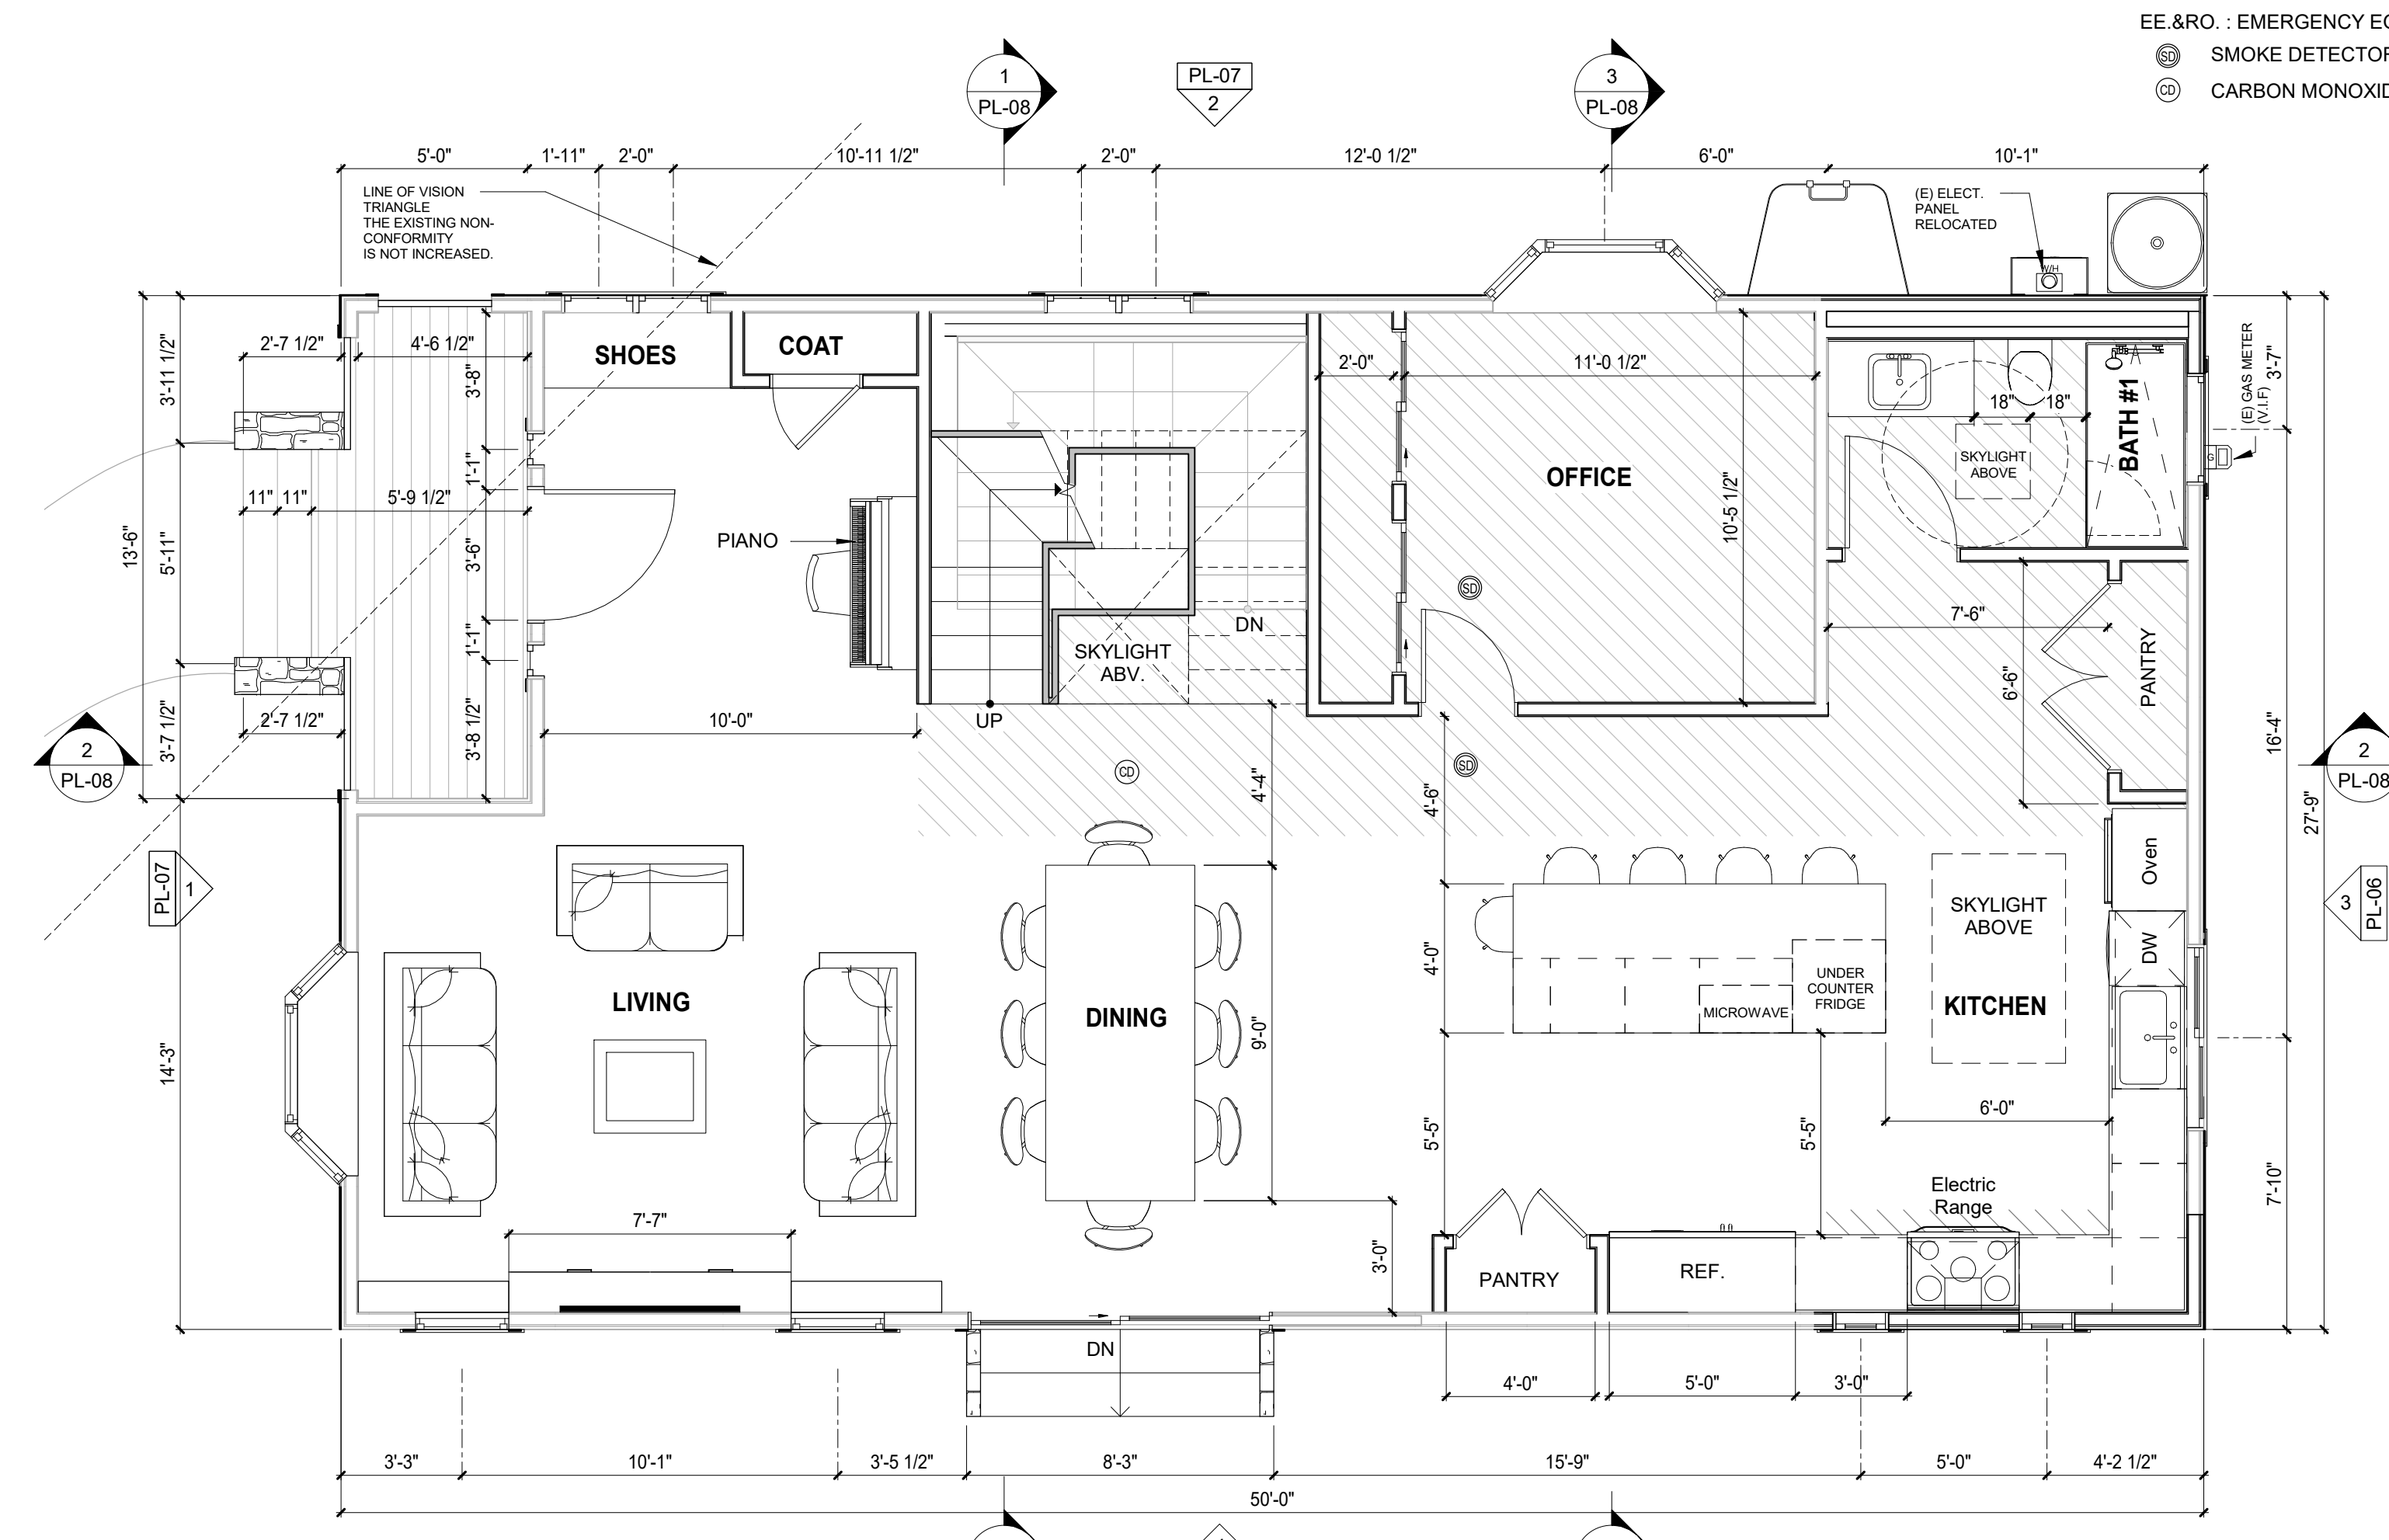 EE.&RO. : EMERGENCY
SD SMOKE DETECTOR
CD CARBON
1
PL-08
PL-07
2
3
PL-08
5'-0" 1'-11" 2'-0" 10'-11 1/2" 2'-0" 12'-0 1/2" 6'-0" 10'-1"
LINE OF VISION
TRIANGLE
THE EXISTING NON-
CONFORMITY
IS NOT INCREASED.
(E) ELECT.
PANEL
RELOCATED
W/H
3'-11 1/2"
2'-7 1/2"
4'-6 1/2"
3'-8"
SHOES
COAT
2'-0"
11'-0 1/2"
18" 18"
BATH #1
(E) GAS METER
(V.I.F)
3'-7"
G
SKYLIGHT
ABOVE
OFFICE
10'-5 1/2"
1'-1"
11" 11" 5'-9 1/2"
13'-6"
5'-11"
3'-6"
PIANO
SD
1'-1"
SKYLIGHT
ABV.
DN
7'-6"
6'-6"
PANTRY
2'-7 1/2"
3'-7 1/2"
3'-8 1/2"
10'-0"
UP
2
PL-08
CD
4'-4"
SD
4'-6"
16'-4"
2
PL-08
27'-9"
PL-07
1
Oven
SKYLIGHT
ABOVE
3
PL-06
DW
4'-0"
UNDER
COUNTER
FRIDGE
MICROWAVE
KITCHEN
LIVING
DINING
9'-0"
14'-3"
5'-5"
5'-5"
6'-0"
7'-10"
Electric
Range
7'-7"
3'-0"
PANTRY
REF.
DN
4'-0" 5'-0" 3'-0"
3'-3" 10'-1" 3'-5 1/2" 8'-3" 15'-9" 5'-0" 4'-2 1/2"
50'-0"